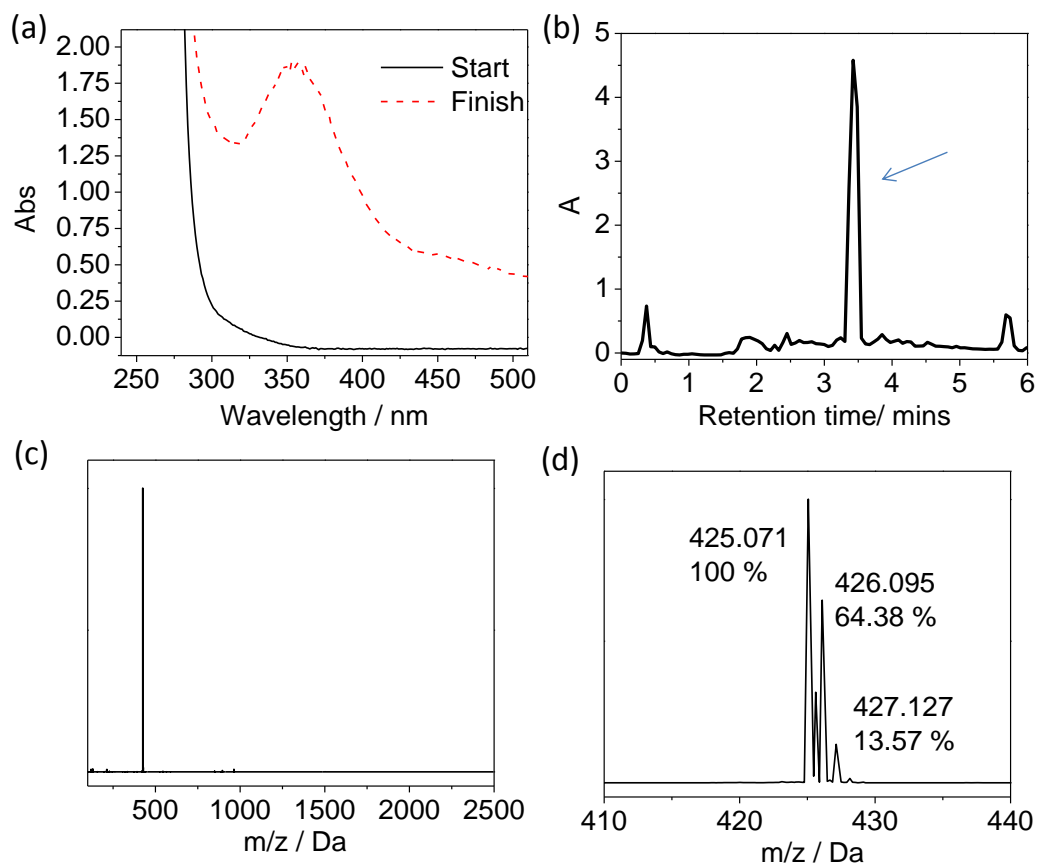 (a)
2.00
1.75
1.50
1.25
1.00
0.75
0.50
0.25
0.00
Abs
Start
Finish
250 300 350 400 450 500
Wavelength / nm
(b)
5
4
3
2
1
0
A
0 1 2 3 4 5 6
Retention time/ mins
(c)
500 1000 1500 2000 2500
m/z / Da
(d)
425.071
100 %
426.095
64.38 %
427.127
13.57 %
410 420 430 440
m/z / Da